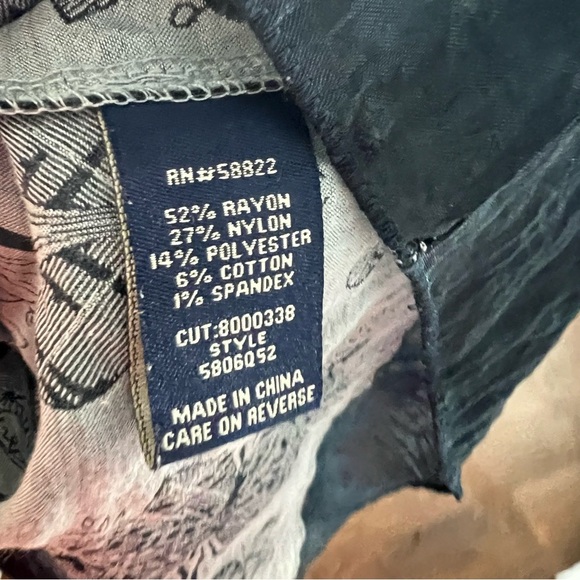 RN#58822
52% RAYON
27% NYLON
14% POLYESTER
6% COTTON
1% SPANDEX
CUT:8000338
STYLE
5806Q52
MADE IN CHINA
CARE ON REVERSE